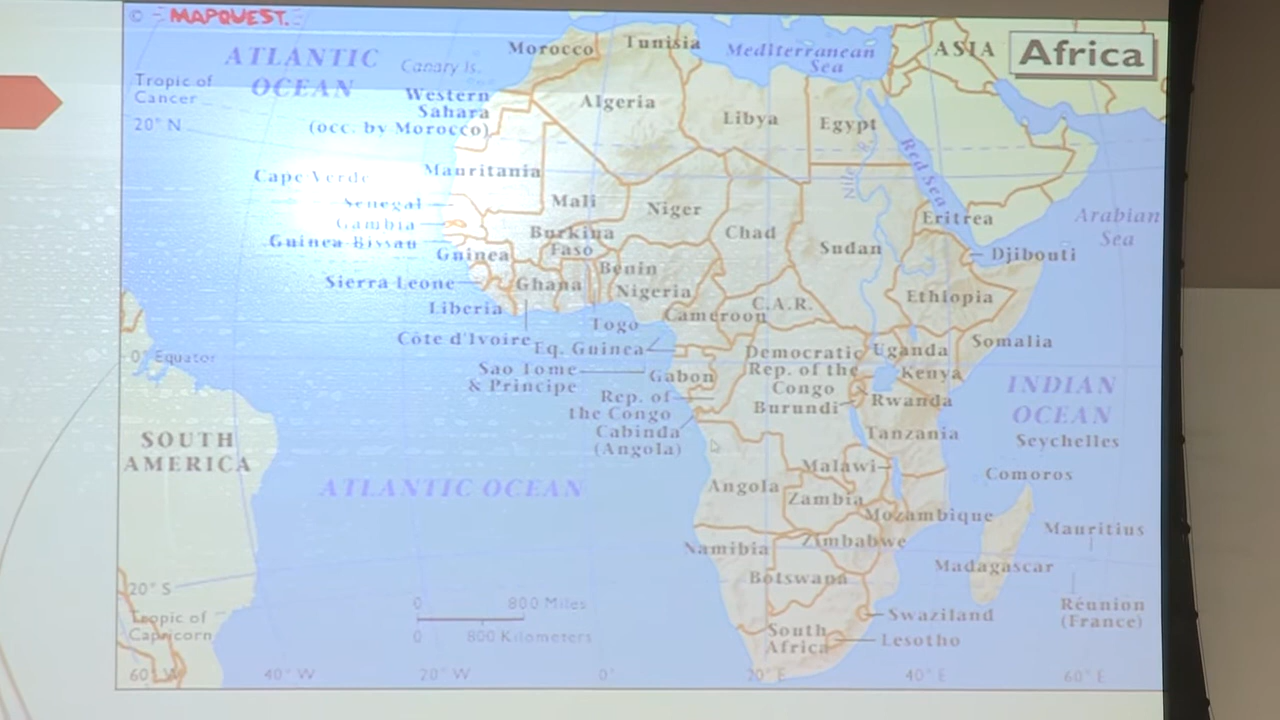 © MAPQUEST.
ATLANTIC
OCEAN
Canary Is.
Morocco
Tunisia
Mediterranean
Sea
ASIA
Africa
Tropic of
Cancer
20° N
Western
Sahara
(occ. by Morocco)
Algeria
Libya
Egypt
Red Sea
Nile
Cape Verde
Mauritania
Mali
Niger
Chad
Sudan
Eritrea
Arabian
Sea
Senegal
Gambia
Guinea-Bissau
Guinea
Burkina
Faso
Benin
Djibouti
Sierra Leone
Ghana
Nigeria
Ethiopia
Liberia
Togo
Cameroon
C.A.R.
Côte d'Ivoire
Eq. Guinea
Somalia
0° Equator
Sao Tome
& Principe
Gabon
Democratic
Rep. of the
Congo
Uganda
Kenya
INDIAN
OCEAN
Rep. of
the Congo
Burundi
Rwanda
Cabinda
(Angola)
Tanzania
Seychelles
SOUTH
AMERICA
ATLANTIC OCEAN
Malawi
Comoros
Angola
Zambia
Mozambique
Mauritius
Namibia
Zimbabwe
Madagascar
Botswana
20° S
Tropic of
Capricorn
0 800 Miles
0 800 Kilometers
Swaziland
Réunion
(France)
South
Africa
Lesotho
60° W
40° W
20° W
0°
20° E
40° E
60° E